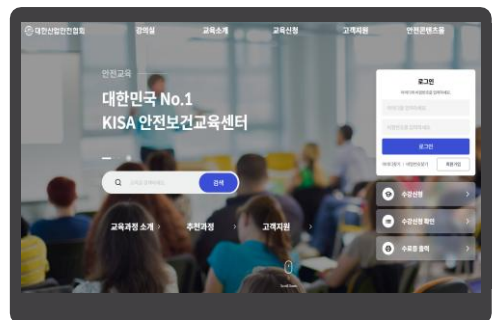 대한산업안전협회
강의실 교육소개 교육신청 고객지원 안전콘텐츠몰
안전교육
대한민국 No.1
KISA 안전보건교육센터
검색
교육과정 소개 추천과정 고객지원
로그인
로그인
회원가입
수강신청
수강신청 확인
수료증 출력